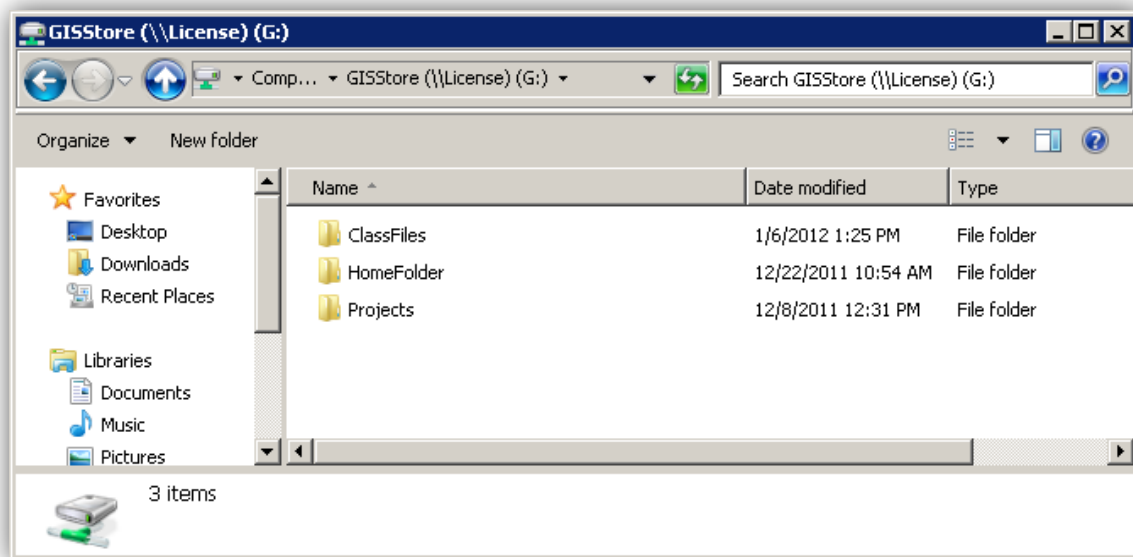 GISStore (\\License) (G:)
Comp... GISStore (\\License) (G:) Search GISStore (\\License) (G:)
Organize New folder
Favorites
Desktop
Downloads
Recent Places
Libraries
Documents
Music
Pictures
Name Date modified Type
ClassFiles 1/6/2012 1:25 PM File folder
HomeFolder 12/22/2011 10:54 AM File folder
Projects 12/8/2011 12:31 PM File folder
3 items